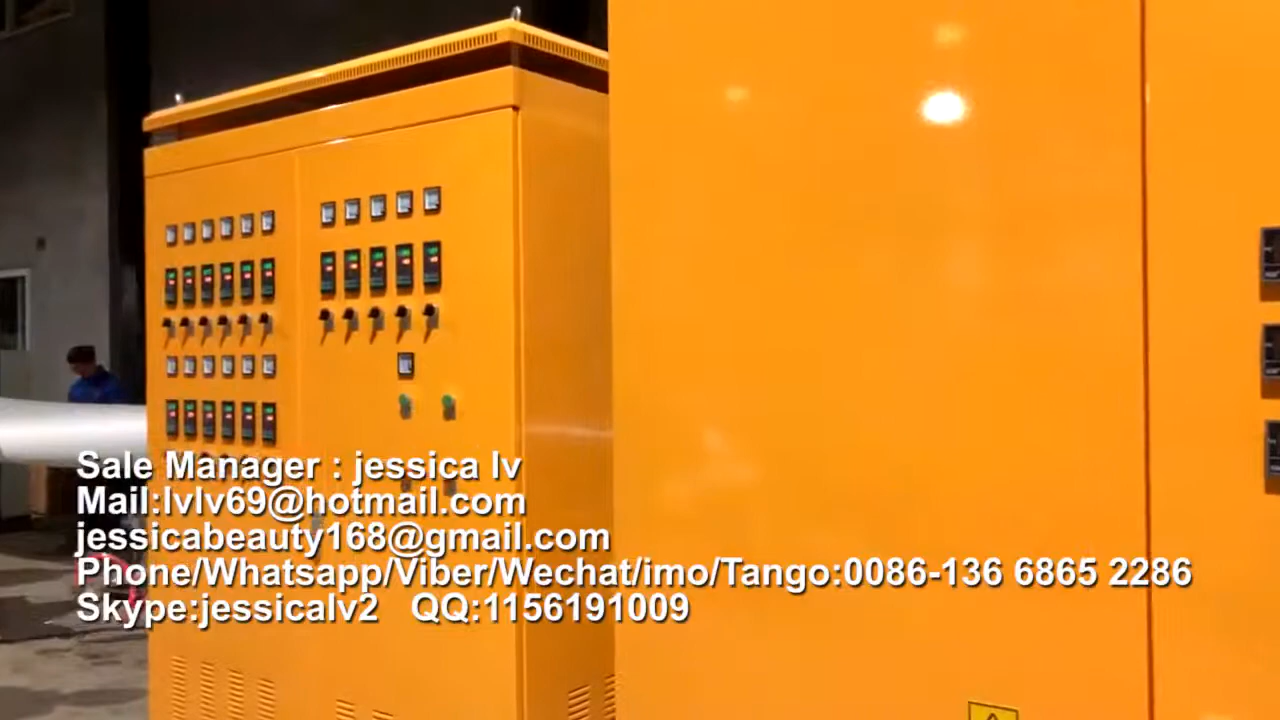 Sale Manager : jessica lv
Mail:lvlv69@hotmail.com
jessicabeauty168@gmail.com
Phone/Whatsapp/Viber/Wechat/imo/Tango:0086-136 6865 2286
Skype:jessicalv2 QQ:1156191009